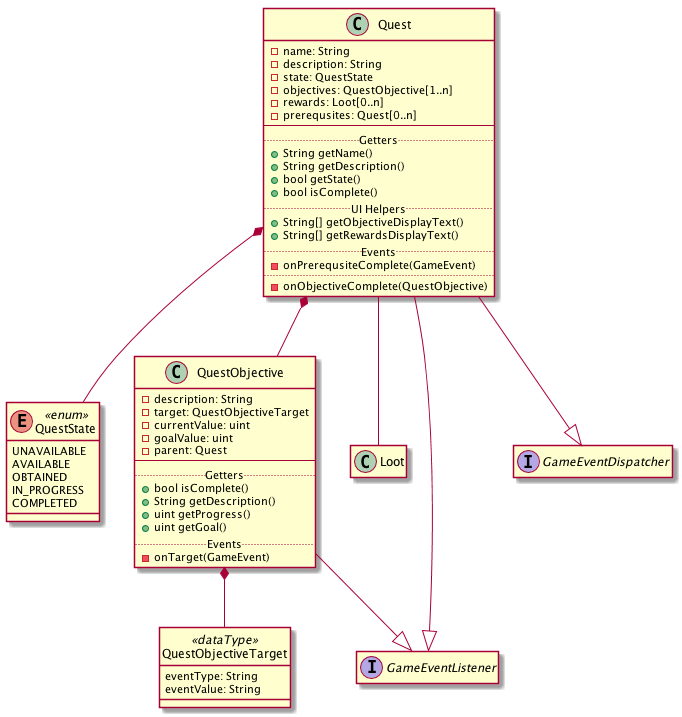 C Quest
name: String
description: String
state: QuestState
objectives: QuestObjective[1..n]
rewards: Loot[0..n]
prerequsites: Quest[0..n]
Getters
String getName()
String getDescription()
bool getState()
bool isComplete()
UI Helpers
String[] getObjectiveDisplayText()
String[] getRewardsDisplayText()
Events
onPrerequsiteComplete(GameEvent)
onObjectiveComplete(QuestObjective)
C QuestObjective
description: String
target: QuestObjectiveTarget
currentValue: uint
goalValue: uint
parent: Quest
Getters
bool isComplete()
String getDescription()
uint getProgress()
uint getGoal()
Events
onTarget(GameEvent)
E «enum»
QuestState
UNAVAILABLE
AVAILABLE
OBTAINED
IN_PROGRESS
COMPLETED
C Loot
I GameEventDispatcher
«dataType»
QuestObjectiveTarget
eventType: String
eventValue: String
I GameEventListener